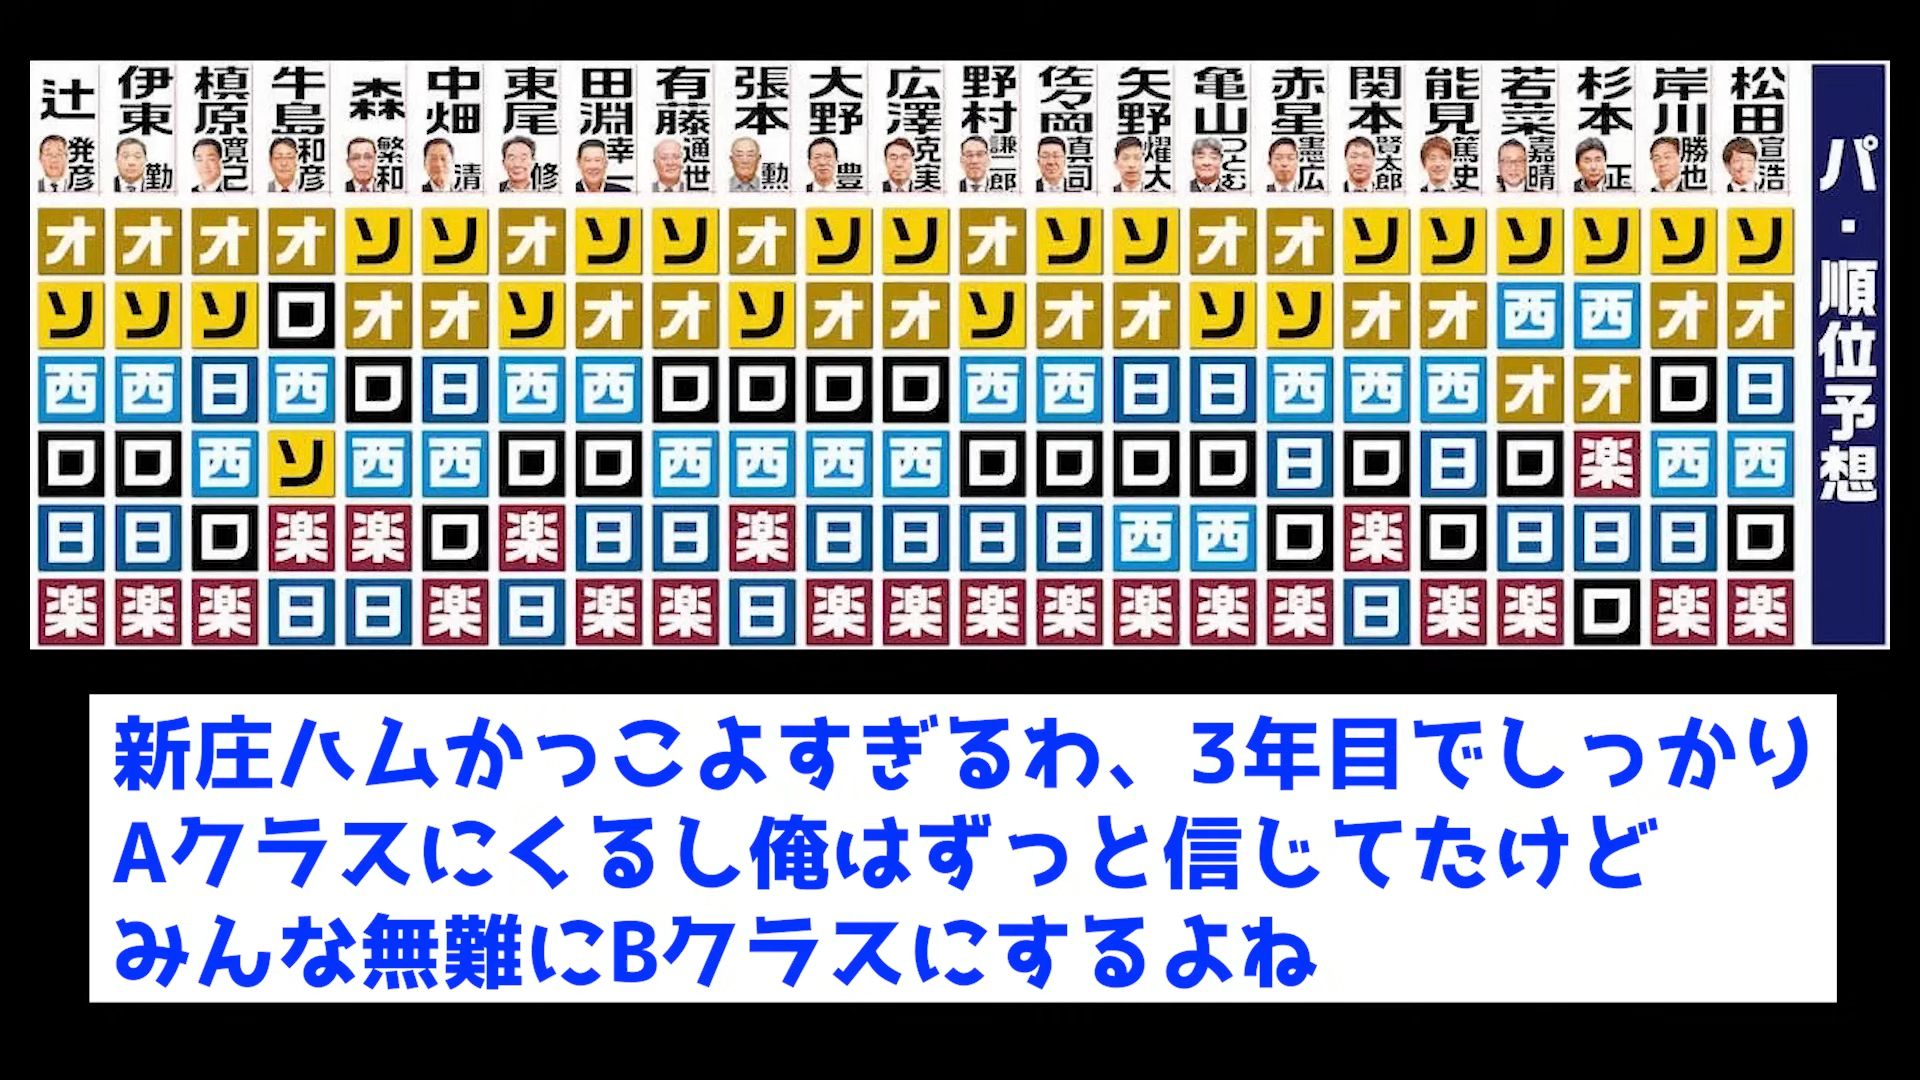 パ・順位予想
辻 発彦
伊東 勤
槙原 寛己
牛島 和彦
森 繁和
中畑 清
東尾 修
田淵 幸一
有藤 通世
張本 勲
大野 豊
広澤 克実
野村 謙二郎
佐々岡 真司
矢野 燿大
亀山 つとむ
赤星 憲広
関本 賢太郎
能見 篤史
若菜 嘉晴
杉本 正
岸川 勝也
松田 宣浩
オ オ オ オ ソ ソ オ ソ ソ オ ソ ソ オ ソ ソ オ オ ソ ソ ソ ソ ソ ソ
ソ ソ ソ ロ オ オ ソ オ オ ソ オ オ ソ オ オ ソ ソ オ オ 西 西 オ オ
西 西 日 西 ロ 日 西 西 ロ ロ ロ ロ 西 西 日 日 西 西 西 オ オ ロ 日
ロ ロ 西 ソ 西 西 ロ ロ 西 西 西 西 ロ ロ ロ ロ 日 ロ 日 ロ 楽 西 西
日 日 ロ 楽 楽 ロ 楽 日 日 楽 日 日 日 日 西 西 ロ 楽 ロ 日 日 日 ロ
楽 楽 楽 日 日 楽 日 楽 楽 日 楽 楽 楽 楽 楽 楽 楽 日 楽 楽 ロ 楽 楽
新庄ハムかっこよすぎるわ、3年目でしっかり
Aクラスにくるし俺はずっと信じてたけど
みんな無難にBクラスにするよね